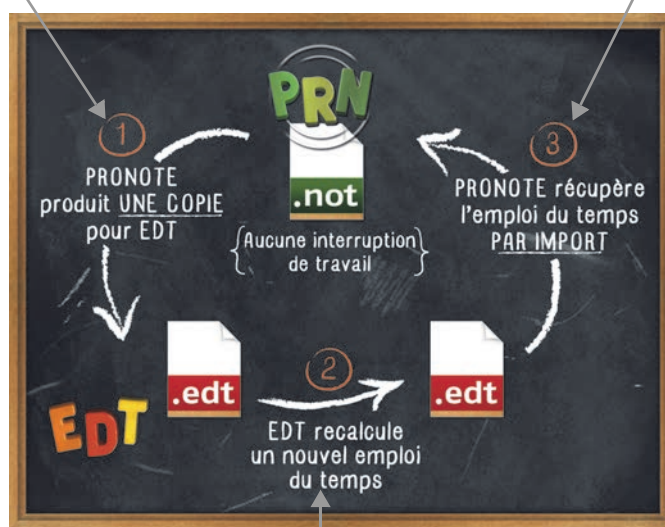 PRN
.not
{Aucune interruption
de travail}
1
PRONOTE
produit UNE COPIE
pour EDT
3
PRONOTE récupère
l'emploi du temps
PAR IMPORT
EDT
.edt
2
.edt
EDT recalcule
un nouvel emploi
du temps